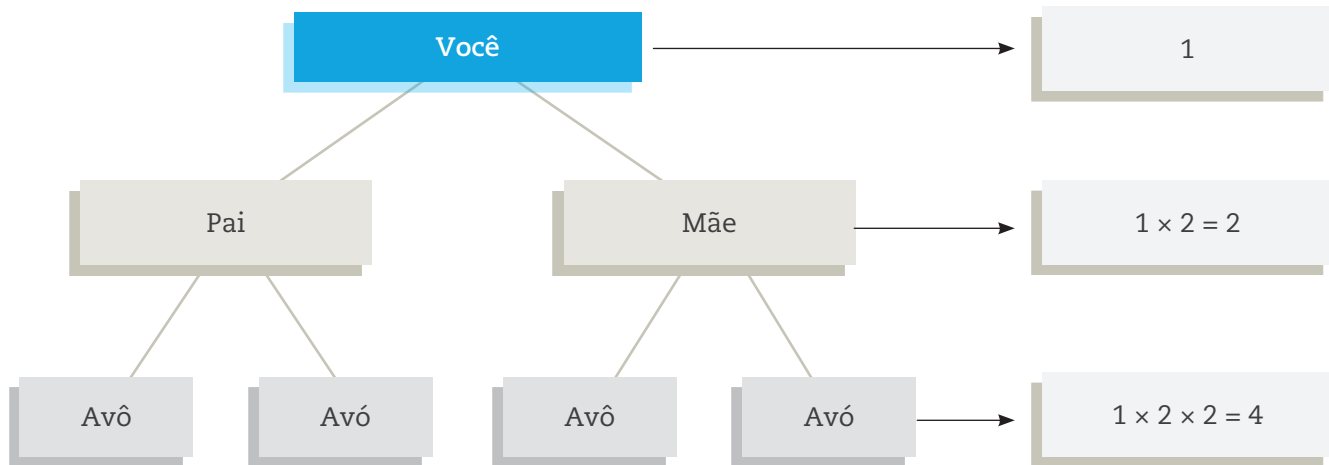 Você
1
Pai
Mãe
1 × 2 = 2
Avô
Avó
Avô
Avó
1 × 2 × 2 = 4